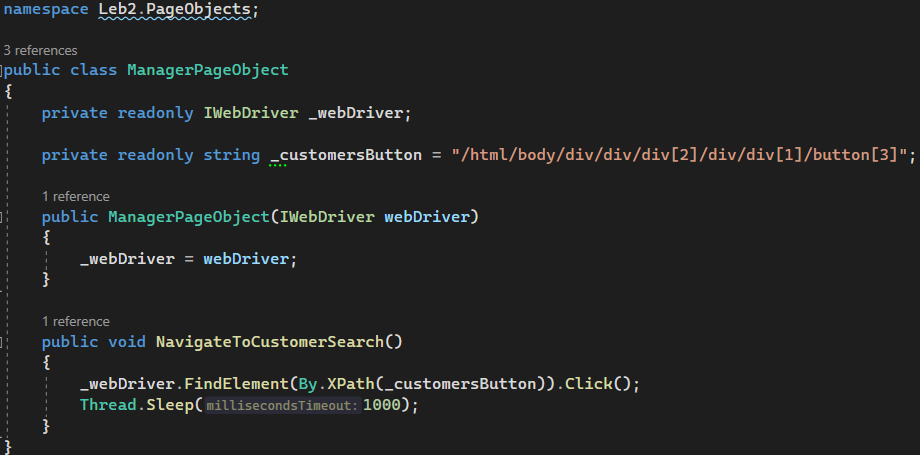 namespace Leb2.PageObjects;
3 references
public class ManagerPageObject
{
private readonly IWebDriver _webDriver;
private readonly string _customersButton = "/html/body/div/div/div[2]/div/div[1]/button[3]";
1 reference
public ManagerPageObject(IWebDriver webDriver)
{
_webDriver = webDriver;
}
1 reference
public void NavigateToCustomerSearch()
{
_webDriver.FindElement(By.XPath(_customersButton)).Click();
Thread.Sleep(millisecondsTimeout:1000);
}
}